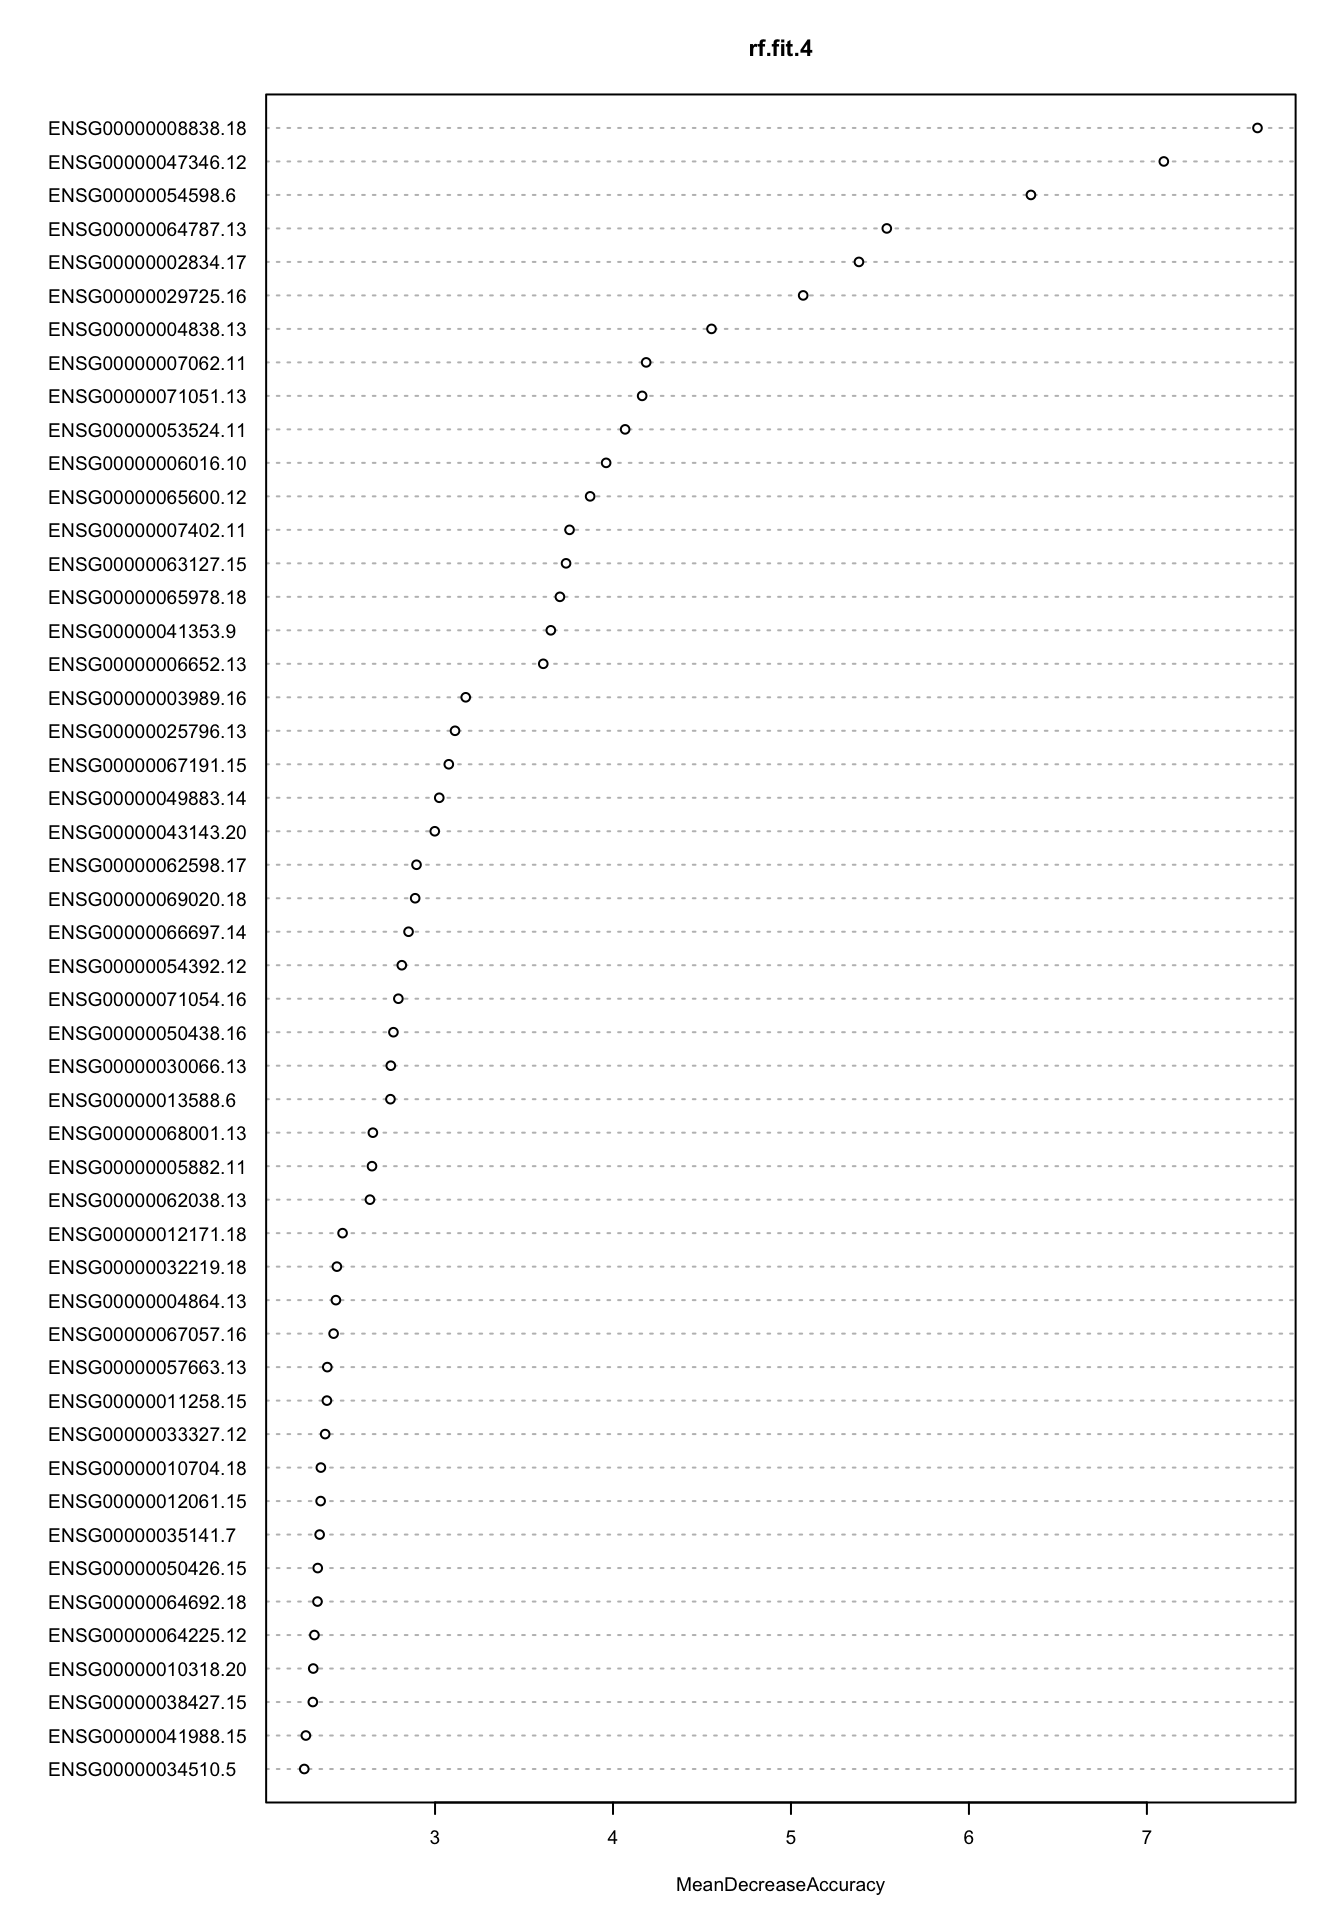 rf.fit.4
ENSG00000008838.18
ENSG00000047346.12
ENSG00000054598.6
ENSG00000064787.13
ENSG00000002834.17
ENSG00000029725.16
ENSG00000004838.13
ENSG00000007062.11
ENSG00000071051.13
ENSG00000053524.11
ENSG00000006016.10
ENSG00000065600.12
ENSG00000007402.11
ENSG00000063127.15
ENSG00000065978.18
ENSG00000041353.9
ENSG00000006652.13
ENSG00000003989.16
ENSG00000025796.13
ENSG00000067191.15
ENSG00000049883.14
ENSG00000043143.20
ENSG00000062598.17
ENSG00000069020.18
ENSG00000066697.14
ENSG00000054392.12
ENSG00000071054.16
ENSG00000050438.16
ENSG00000030066.13
ENSG00000013588.6
ENSG00000068001.13
ENSG00000005882.11
ENSG00000062038.13
ENSG00000012171.18
ENSG00000032219.18
ENSG00000004864.13
ENSG00000067057.16
ENSG00000057663.13
ENSG00000011258.15
ENSG00000033327.12
ENSG00000010704.18
ENSG00000012061.15
ENSG00000035141.7
ENSG00000050426.15
ENSG00000064692.18
ENSG00000064225.12
ENSG00000010318.20
ENSG00000038427.15
ENSG00000041988.15
ENSG00000034510.5
3 4 5 6 7
MeanDecreaseAccuracy